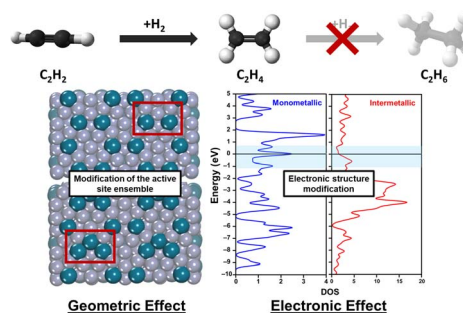 +H₂
+H₂
C₂H₂
C₂H₄
C₂H₆
Modification of the active
site ensemble
Monometallic
Intermetallic
Electronic structure
modification
Energy (eV)
5
4
3
2
1
0
-1
-2
-3
-4
-5
-6
-7
-8
-9
-10
0 1 2 3 4
0 5 10 15 20
DOS
Geometric Effect
Electronic Effect